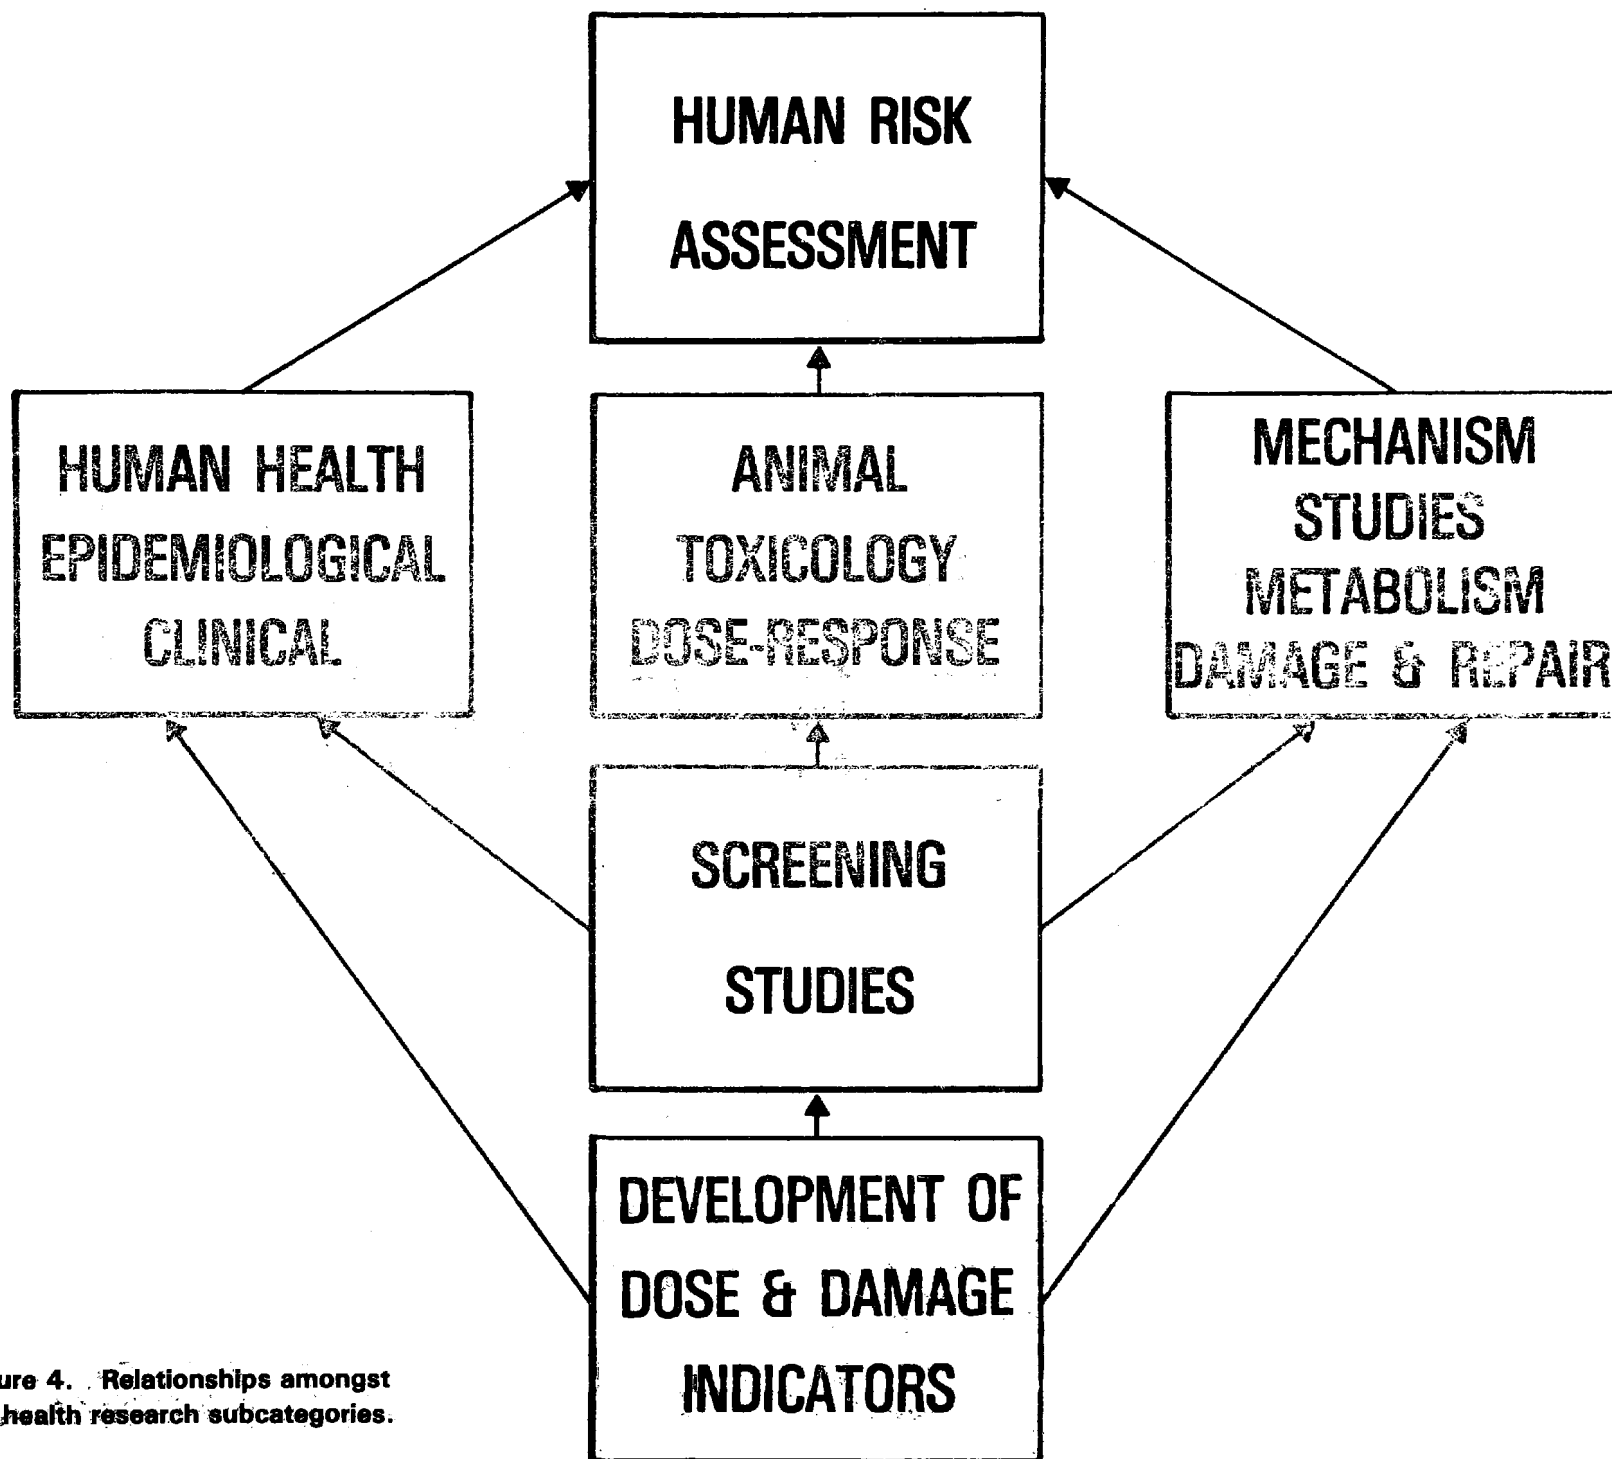 HUMAN RISK
ASSESSMENT
HUMAN HEALTH
EPIDEMIOLOGICAL
CLINICAL
ANIMAL
TOXICOLOGY
DOSE-RESPONSE
MECHANISM
STUDIES
METABOLISM
DAMAGE & REPAIR
SCREENING
STUDIES
DEVELOPMENT OF
DOSE & DAMAGE
INDICATORS
ure 4. Relationships amongst
health research subcategories.